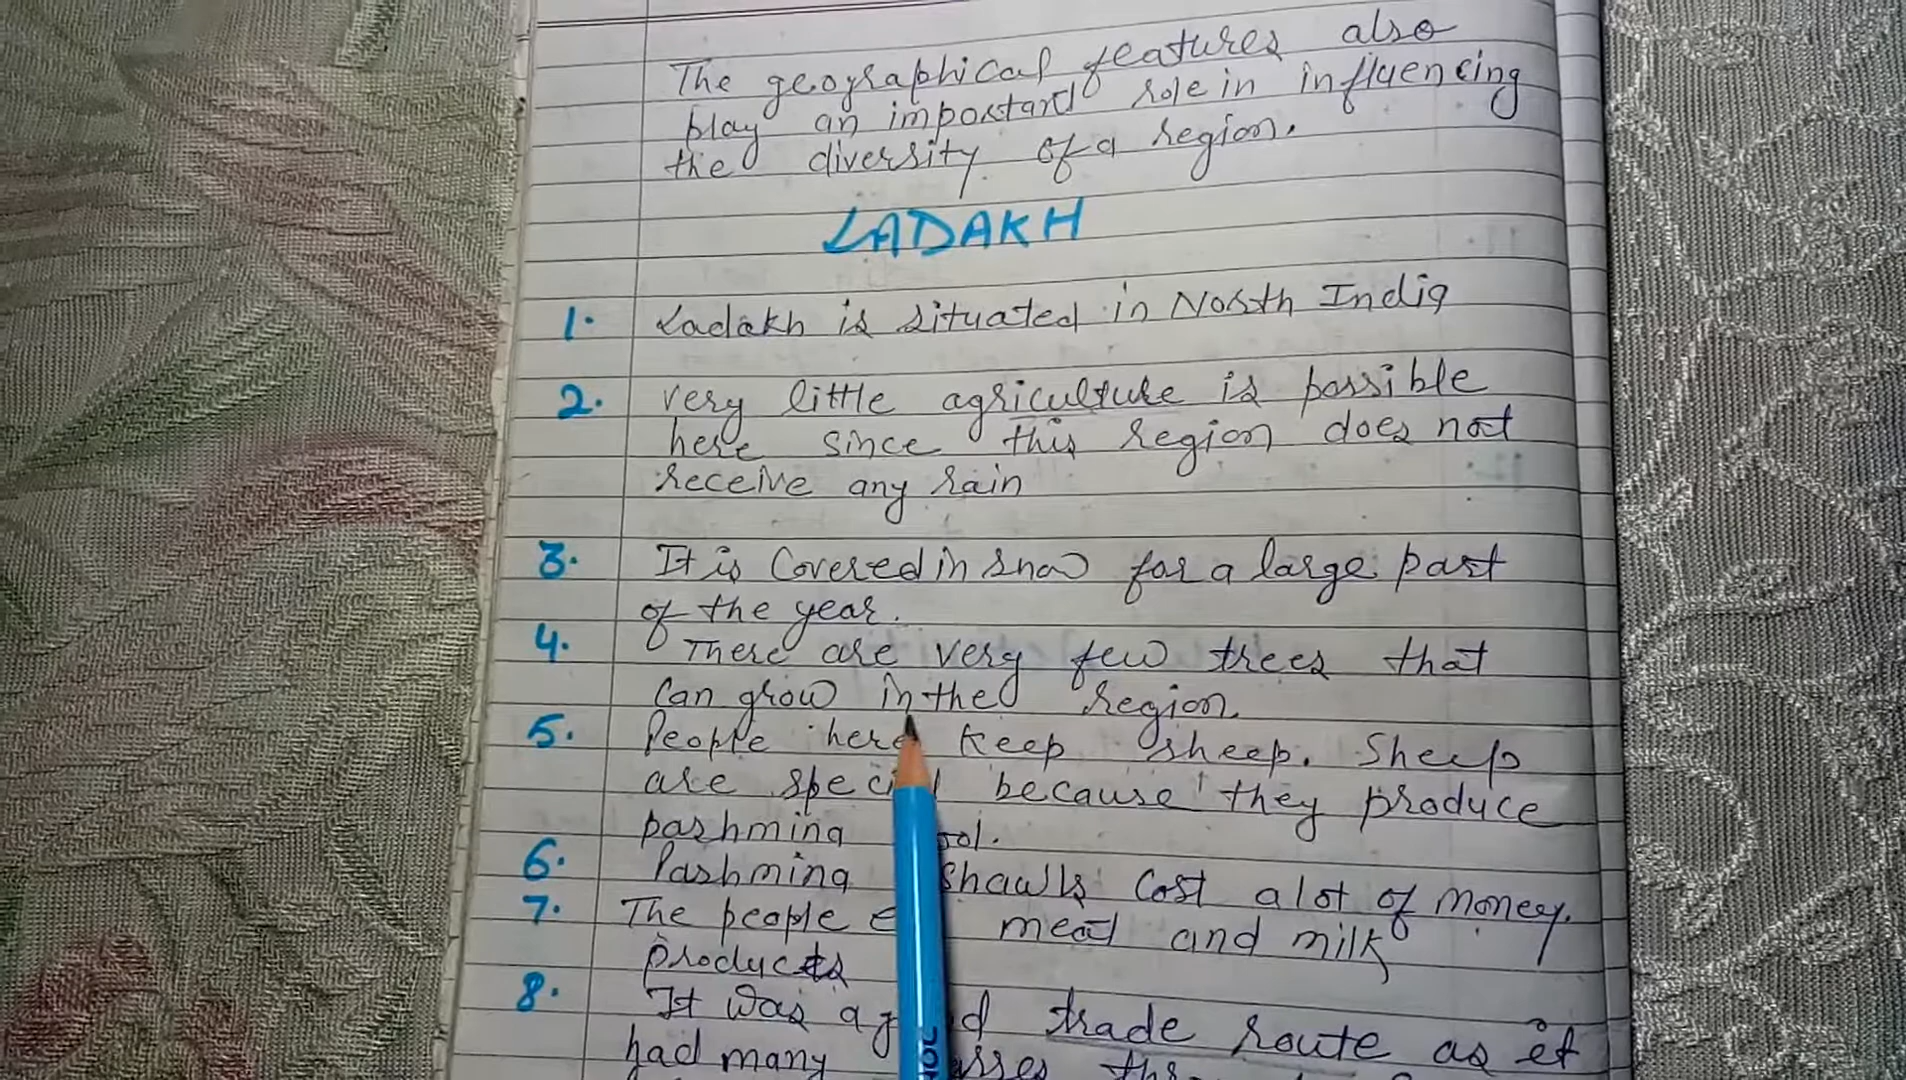 The geographical features also
play an important role in influencing
the diversity of a region.
LADAKH
1. Ladakh is situated in North India
2. very little agriculture is possible
here since this region does not
receive any rain
3. It is Covered in snow for a large part
of the year.
4. There are very few trees that
Can grow in the region.
5. People here keep sheep. Sheep
are because they produce
pashmina
6. Pashmina shawls Cost a lot of money.
7. The people meat and milk
products
8. It was a trade route as it
had many